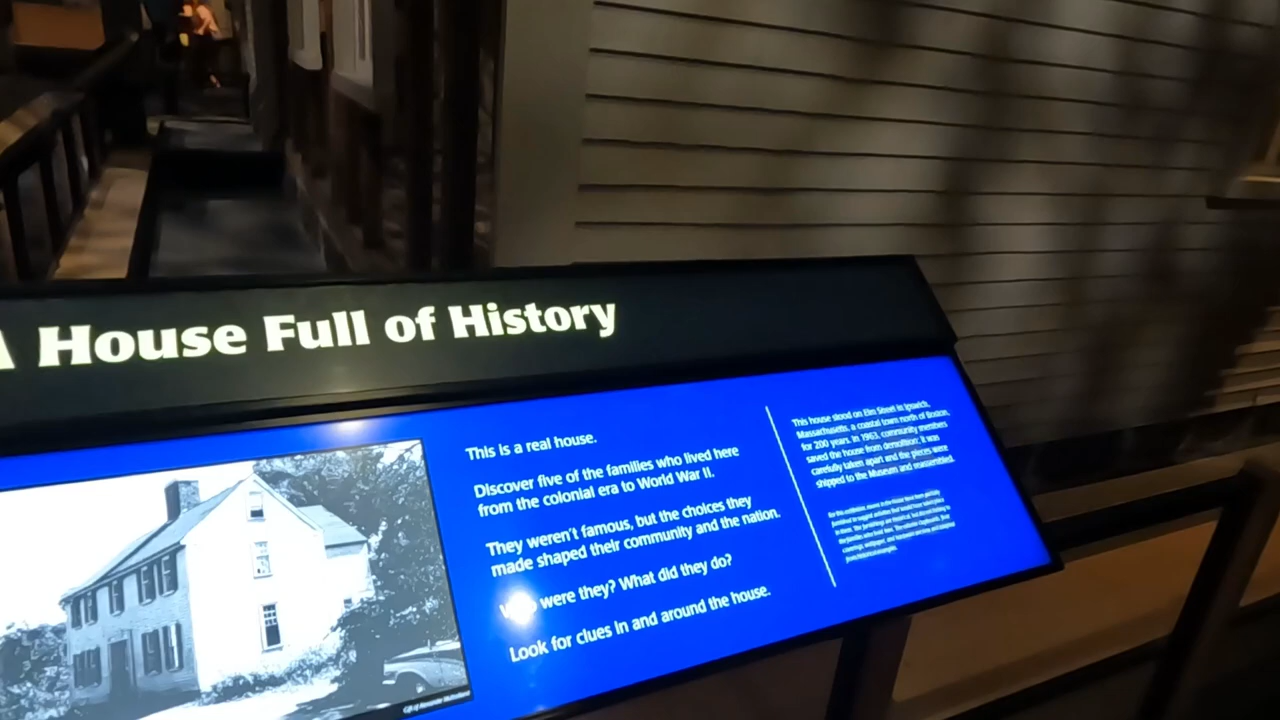 A House Full of History
This is a real house.
Discover five of the families who lived here
from the colonial era to World War II.
They weren't famous, but the choices they
made shaped their community and the nation.
were they? What did they do?
Look for clues in and around the house.
This house stood on Elm Street in Ipswich,
Massachusetts, a coastal town north of Boston,
for 200 years. In 1963, community members
saved the house from demolition; it was
carefully taken apart and the pieces were
shipped to the Museum and reassembled.